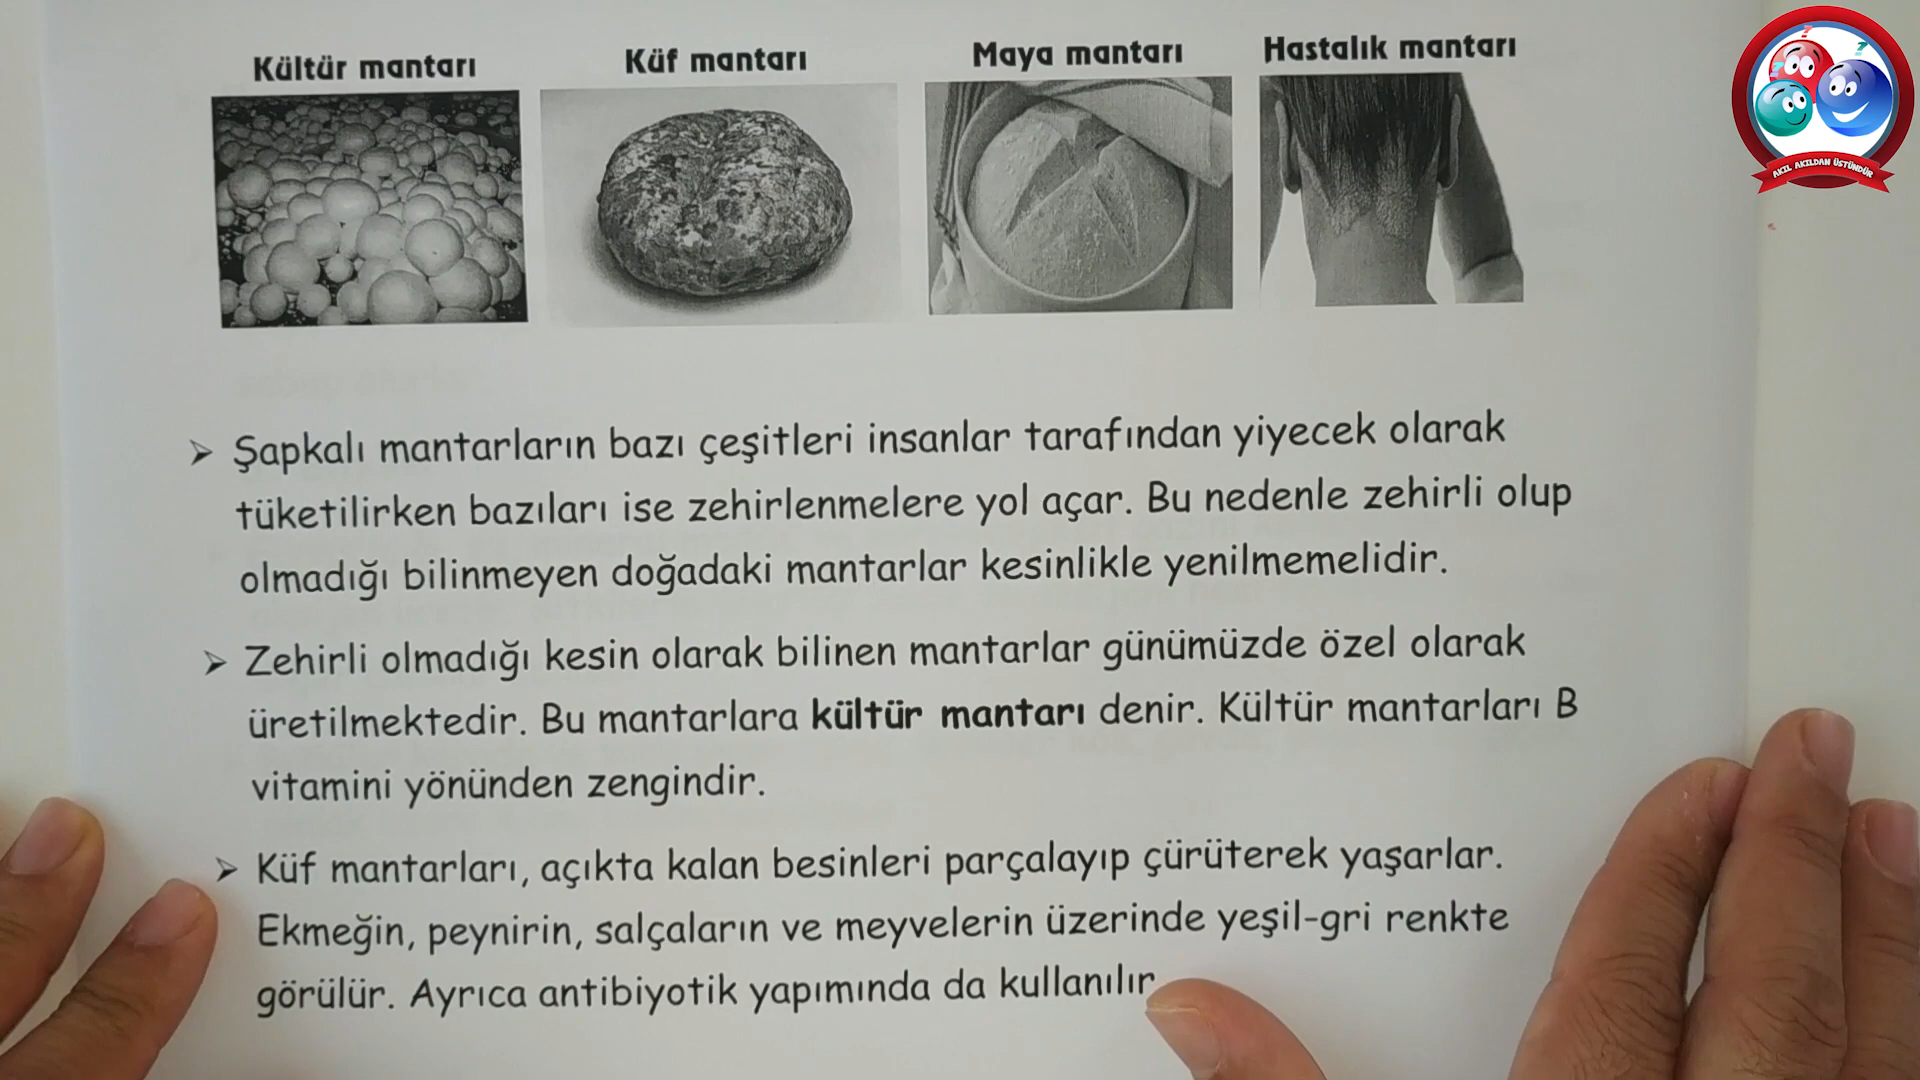 Kültür mantarı
Küf mantarı
Maya mantarı
Hastalık mantarı
AKIL AKILDAN ÜSTÜNDÜR
➢ Şapkalı mantarların bazı çeşitleri insanlar tarafından yiyecek olarak
tüketilirken bazıları ise zehirlenmelere yol açar. Bu nedenle zehirli olup
olmadığı bilinmeyen doğadaki mantarlar kesinlikle yenilmemelidir.
➢ Zehirli olmadığı kesin olarak bilinen mantarlar günümüzde özel olarak
üretilmektedir. Bu mantarlara kültür mantarı denir. Kültür mantarları B
vitamini yönünden zengindir.
➢ Küf mantarları, açıkta kalan besinleri parçalayıp çürüterek yaşarlar.
Ekmeğin, peynirin, salçaların ve meyvelerin üzerinde yeşil-gri renkte
görülür. Ayrıca antibiyotik yapımında da kullanılır